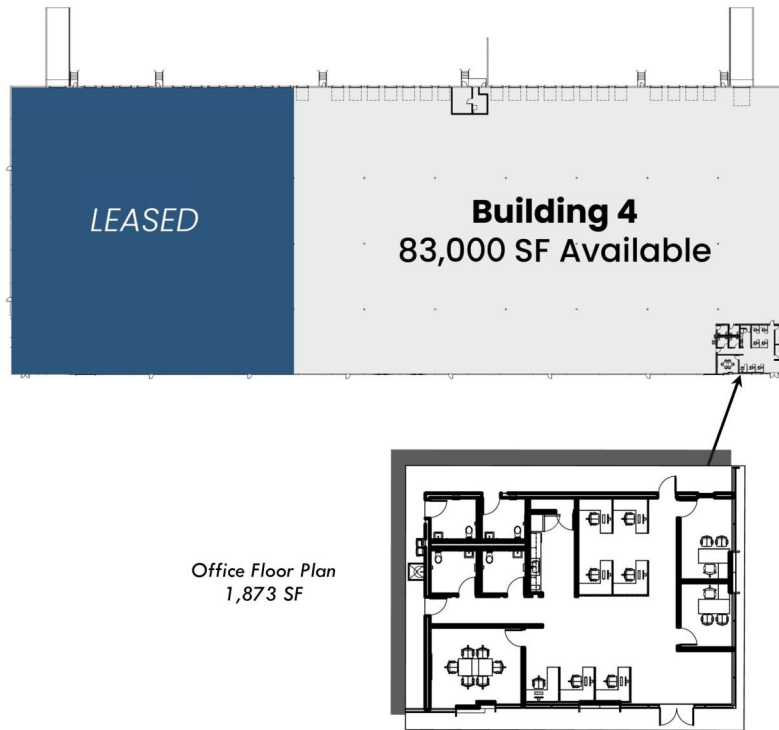 LEASED
Building 4
83,000 SF Available
Office Floor Plan
1,873 SF